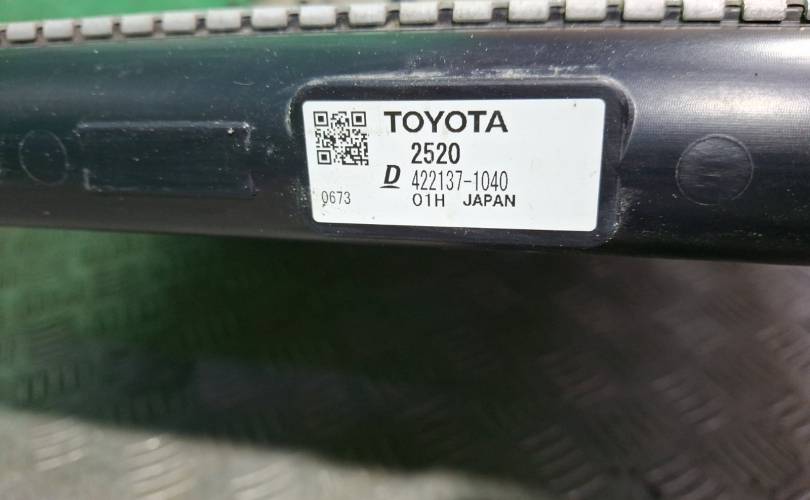 TOYOTA
2520
D 422137-1040
0673 01H JAPAN